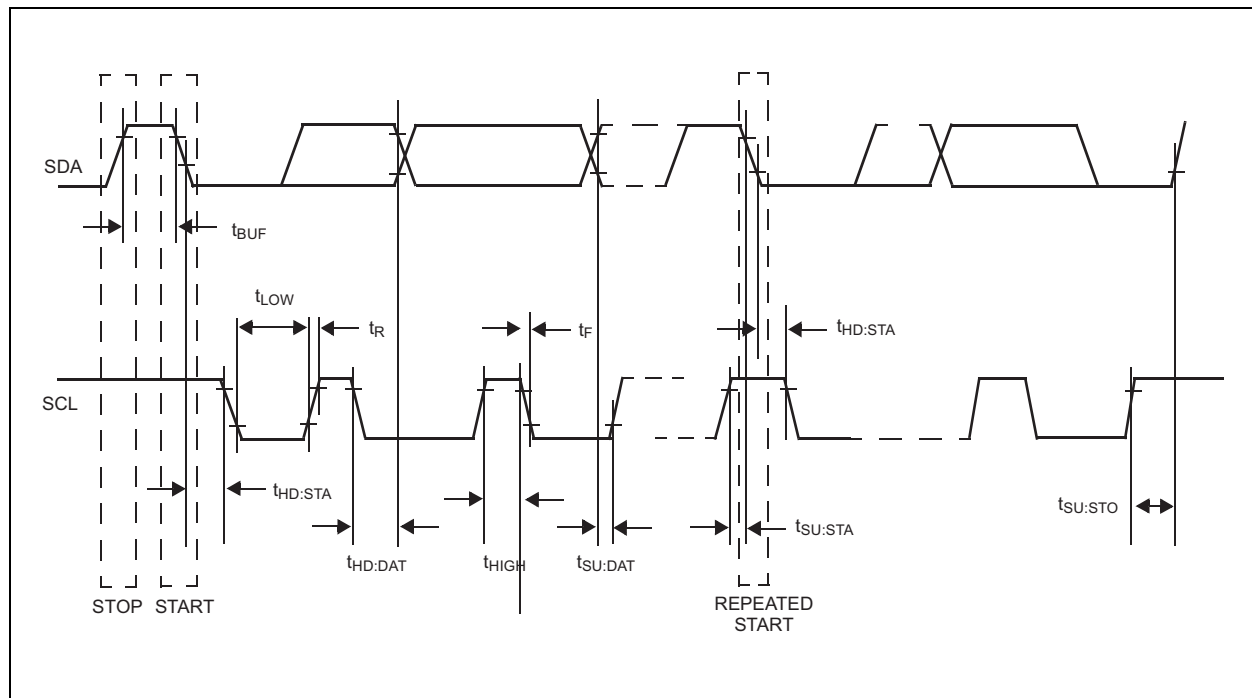 SDA
tBUF
tLOW
tR
tF
tHD:STA
SCL
tHD:STA
tSU:STA
tSU:STO
tHD:DAT
tHIGH
tSU:DAT
STOP
START
REPEATED
START